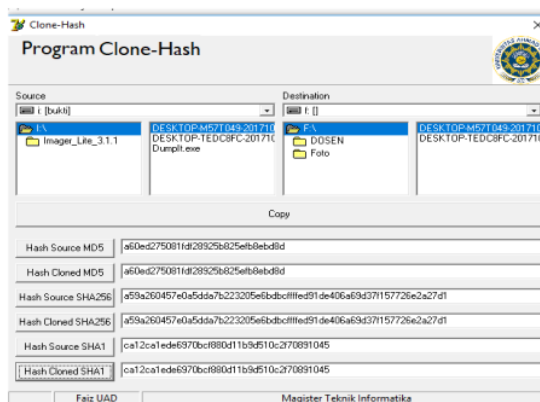 Clone-Hash
Program Clone-Hash
Source
Destination
i: [bukti]
f: []
I:\
Imager_Lite_3.1.1
DESKTOP-M57T049-201710
DESKTOP-TEDC8FC-201710
DumpIt.exe
F:\
DOSEN
Foto
DESKTOP-M57T049-201710
DESKTOP-TEDC8FC-20171
Copy
Hash Source MD5 a60ed275081fdf28925b825efb8ebd8d
Hash Cloned MD5 a60ed275081fdf28925b825efb8ebd8d
Hash Source SHA256 a59a260457e0a5dda7b223205e6bdbcffffed91de406a69d37f157726e2a27d1
Hash Cloned SHA256 a59a260457e0a5dda7b223205e6bdbcffffed91de406a69d37f157726e2a27d1
Hash Source SHA1 ca12ca1ede6970bcf880d11b9d510c2f70891045
Hash Cloned SHA1 ca12ca1ede6970bcf880d11b9d510c2f70891045
Faiz UAD
Magister Teknik Informatika